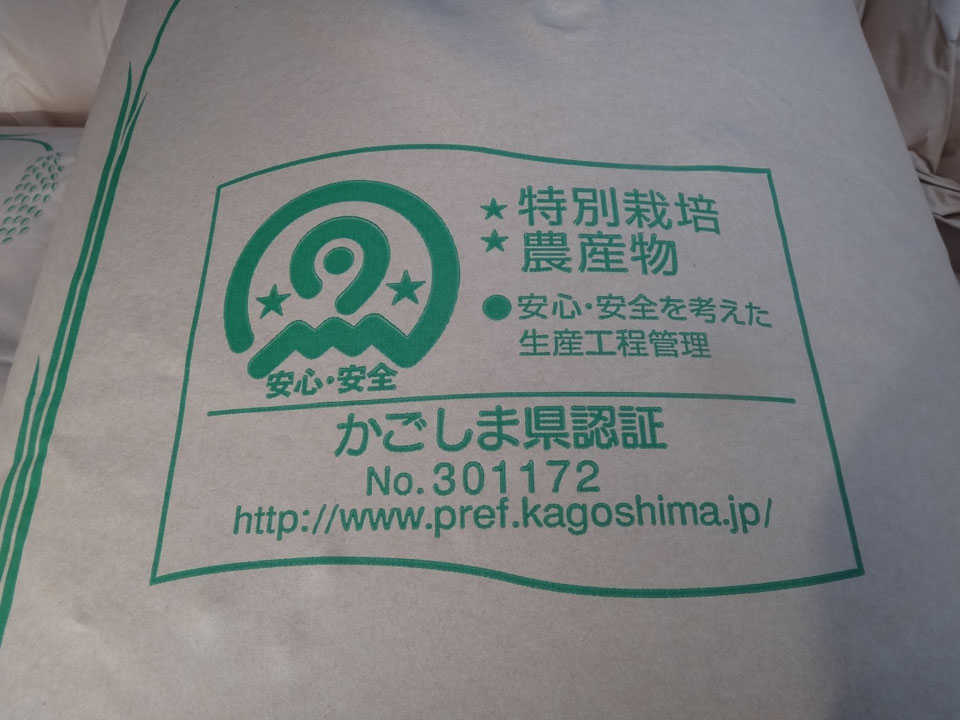 ★特別栽培
★農産物
●安心・安全を考えた
生産工程管理
安心・安全
かごしま県認証
No.301172
http://www.pref.kagoshima.jp/